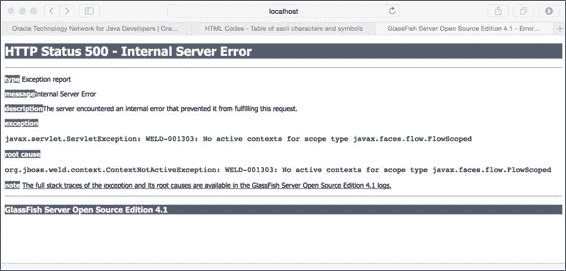 localhost
Oracle Technology Network for Java Developers | Ora...
HTML Codes - Table of ascii characters and symbols
GlassFish Server Open Source Edition 4.1 - Error...
HTTP Status 500 - Internal Server Error
type Exception report
messageInternal Server Error
descriptionThe server encountered an internal error that prevented it from fulfilling this request.
exception
javax.servlet.ServletException: WELD-001303: No active contexts for scope type javax.faces.flow.FlowScoped
root cause
org.jboss.weld.context.ContextNotActiveException: WELD-001303: No active contexts for scope type javax.faces.flow.FlowScoped
note The full stack traces of the exception and its root causes are available in the GlassFish Server Open Source Edition 4.1 logs.
GlassFish Server Open Source Edition 4.1